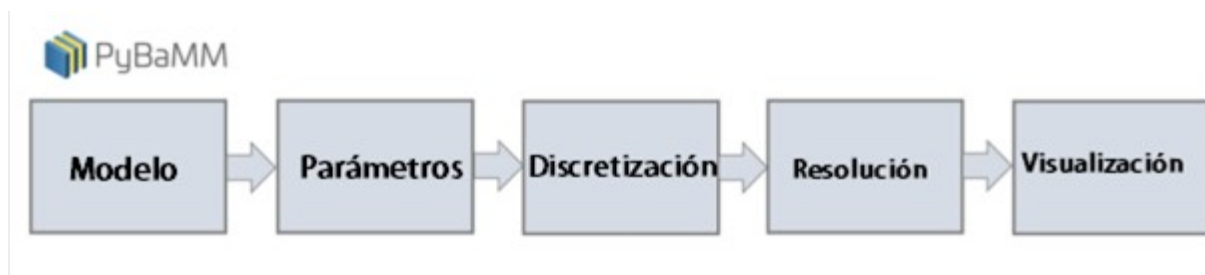 PyBaMM
Modelo
Parámetros
Discretización
Resolución
Visualización